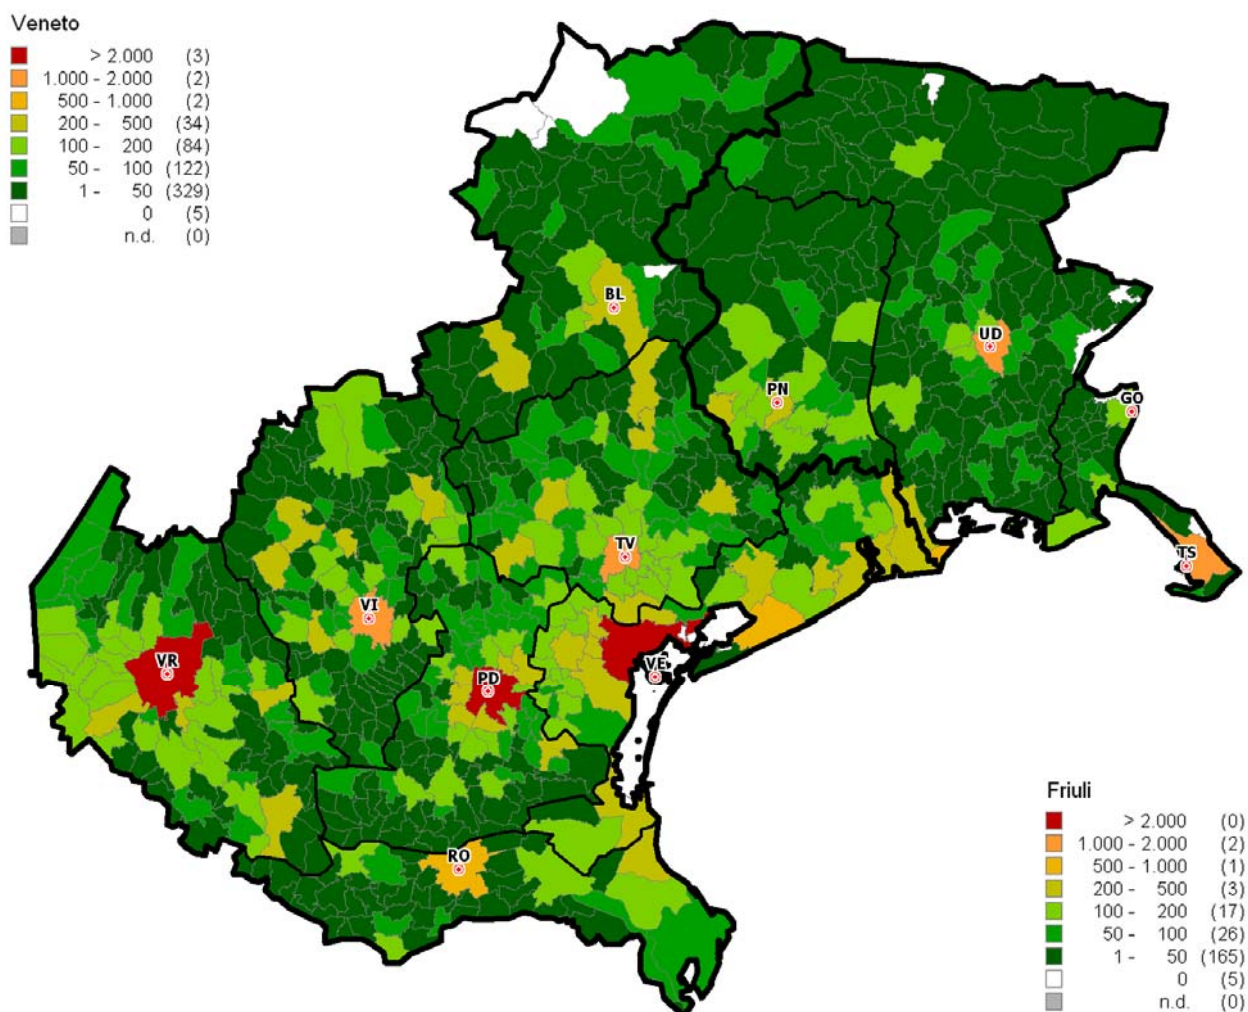 Veneto
> 2.000 (3)
1.000 - 2.000 (2)
500 - 1.000 (2)
200 - 500 (34)
100 - 200 (84)
50 - 100 (122)
1 - 50 (329)
0 (5)
n.d. (0)
BL
UD
PN
GO
TV
TS
VI
VR
VE
PD
RO
Friuli
> 2.000 (0)
1.000 - 2.000 (2)
500 - 1.000 (1)
200 - 500 (3)
100 - 200 (17)
50 - 100 (26)
1 - 50 (165)
0 (5)
n.d. (0)